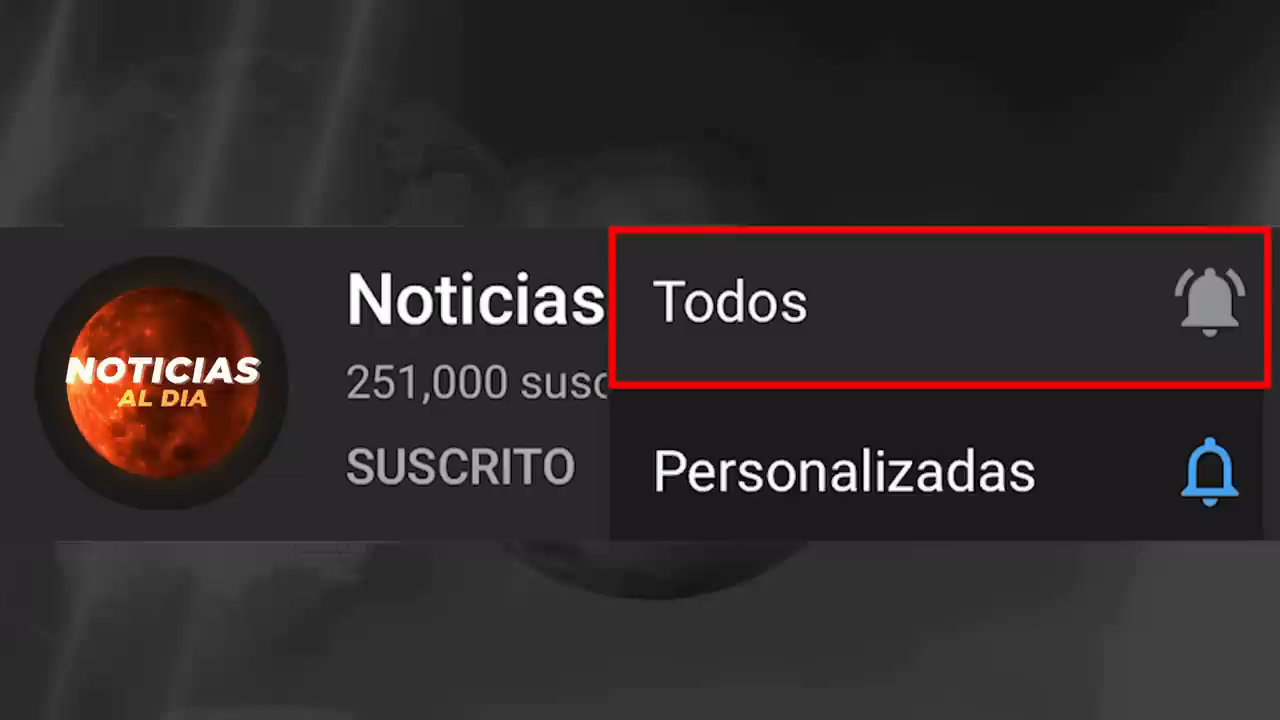 NOTICIAS
AL DIA
Noticias
251,000 susc
SUSCRITO
Todos
Personalizadas